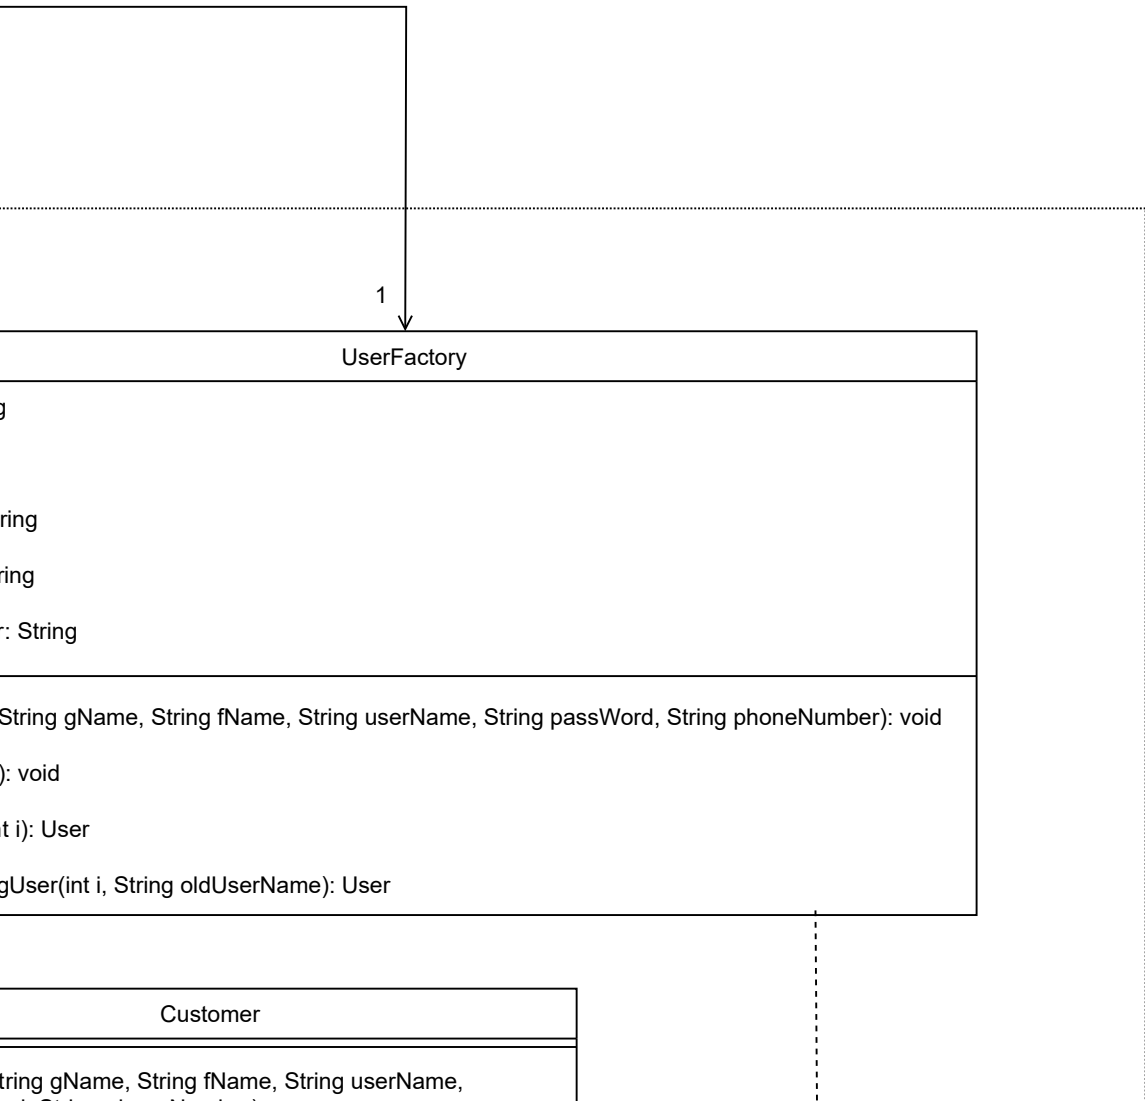 1
UserFactory
g
ring
ring
r: String
String gName, String fName, String userName, String passWord, String phoneNumber): void
): void
t i): User
gUser(int i, String oldUserName): User
Customer
tring gName, String fName, String userName,